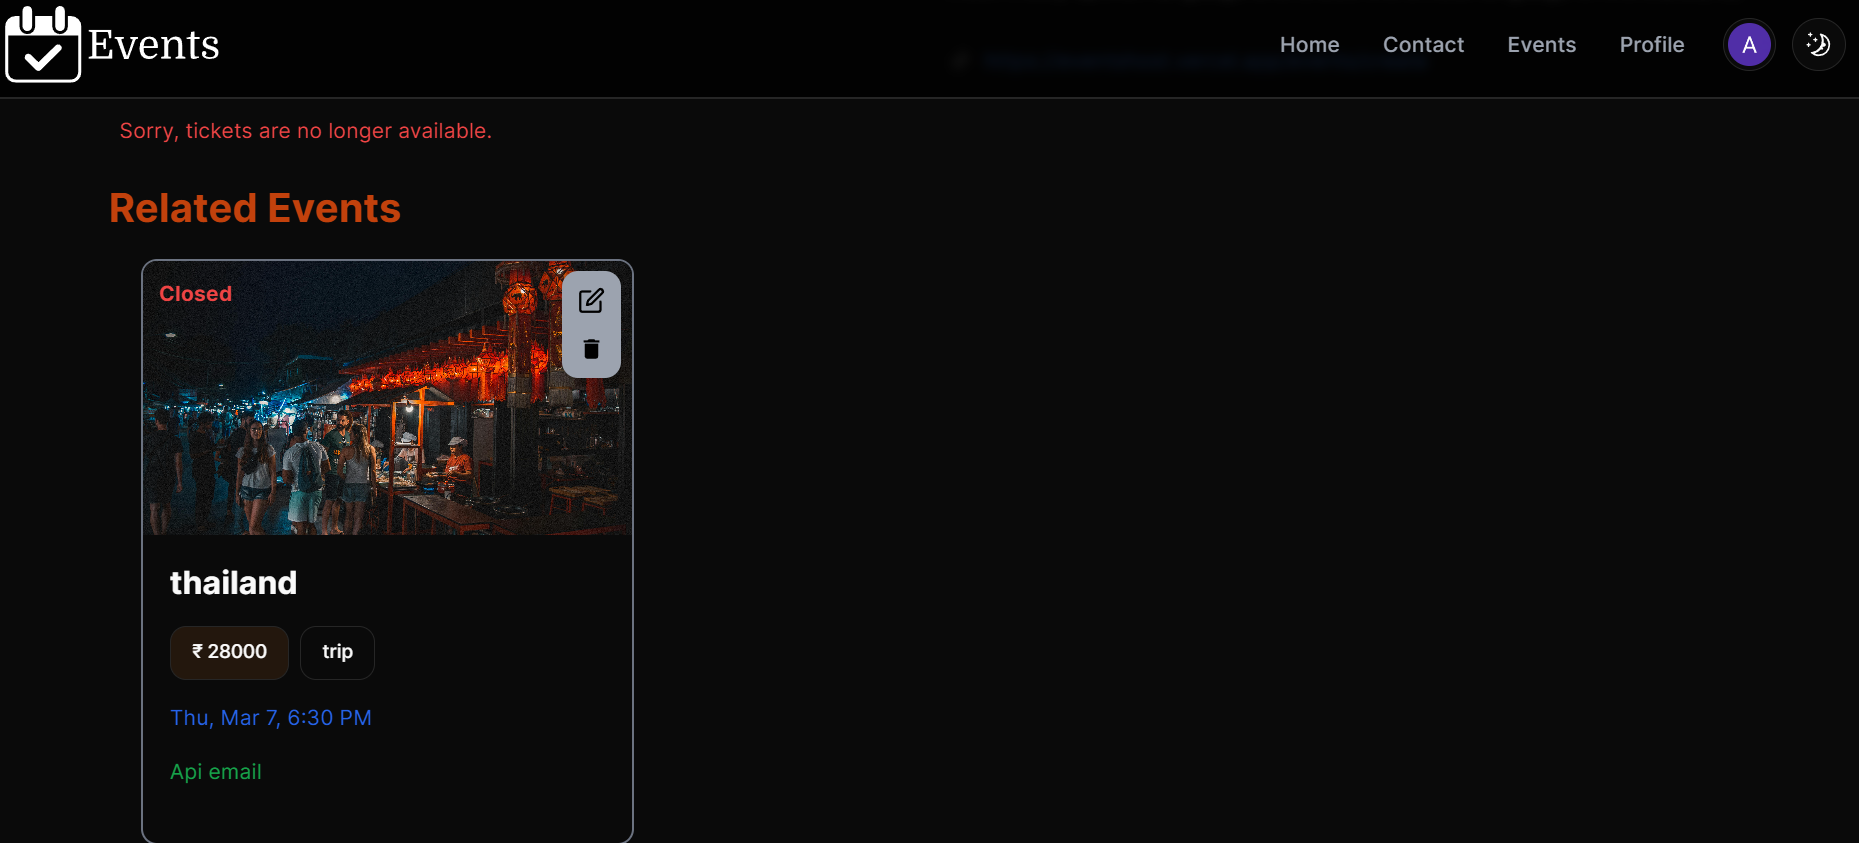 Events
Home Contact Events Profile A
Sorry, tickets are no longer available.
Related Events
Closed
thailand
₹ 28000 trip
Thu, Mar 7, 6:30 PM
Api email